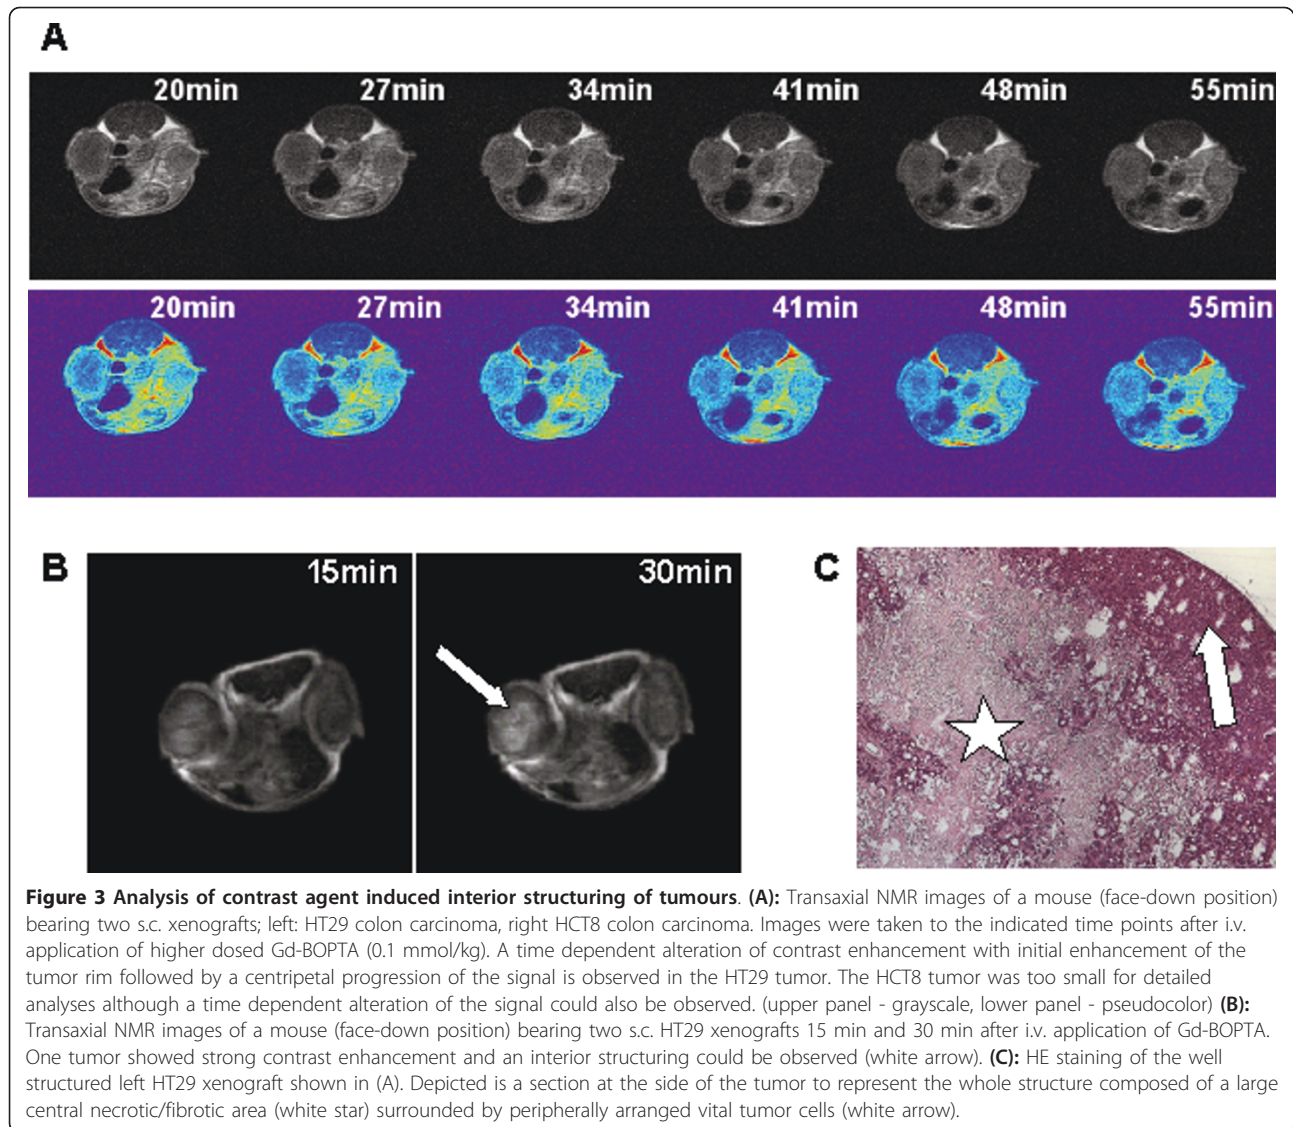 A
20min 27min 34min 41min 48min 55min
20min 27min 34min 41min 48min 55min
B
15min 30min
C
Figure 3 Analysis of contrast agent induced interior structuring of tumours. (A): Transaxial NMR images of a mouse (face-down position)
bearing two s.c. xenografts; left: HT29 colon carcinoma, right HCT8 colon carcinoma. Images were taken to the indicated time points after i.v.
application of higher dosed Gd-BOPTA (0.1 mmol/kg). A time dependent alteration of contrast enhancement with initial enhancement of the
tumor rim followed by a centripetal progression of the signal is observed in the HT29 tumor. The HCT8 tumor was too small for detailed
analyses although a time dependent alteration of the signal could also be observed. (upper panel - grayscale, lower panel - pseudocolor) (B):
Transaxial NMR images of a mouse (face-down position) bearing two s.c. HT29 xenografts 15 min and 30 min after i.v. application of Gd-BOPTA.
One tumor showed strong contrast enhancement and an interior structuring could be observed (white arrow). (C): HE staining of the well
structured left HT29 xenograft shown in (A). Depicted is a section at the side of the tumor to represent the whole structure composed of a large
central necrotic/fibrotic area (white star) surrounded by peripherally arranged vital tumor cells (white arrow).